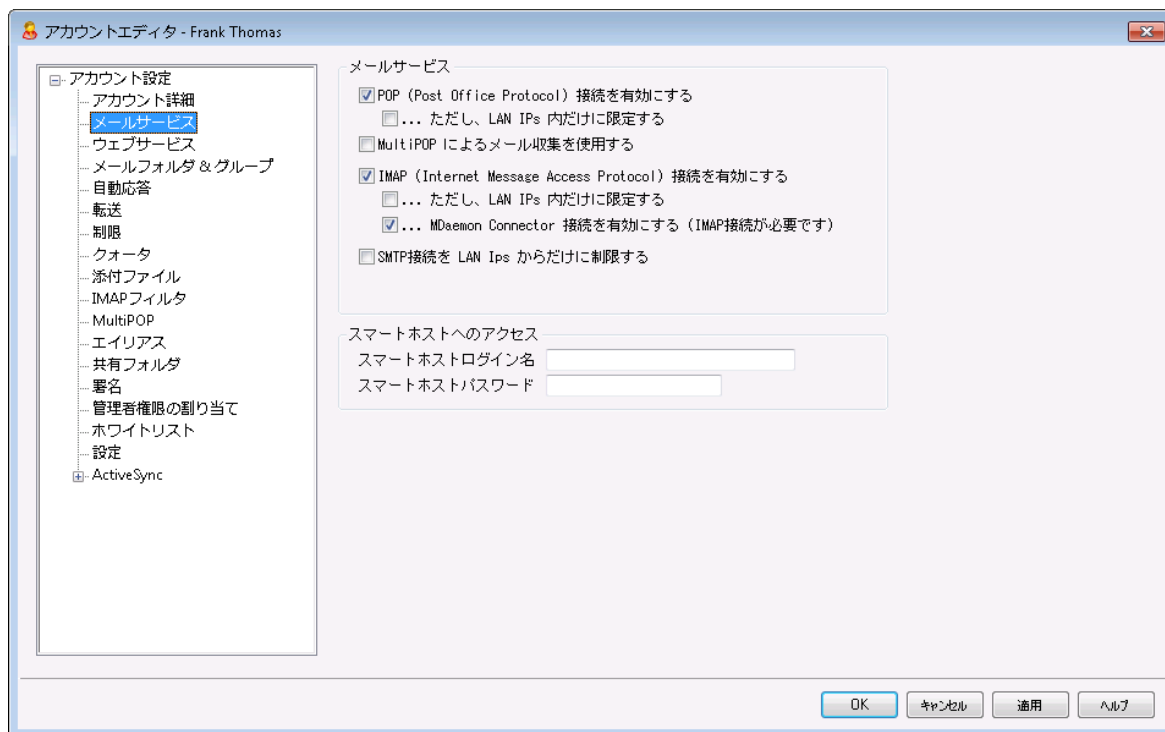 アカウントエディタ - Frank Thomas
アカウント設定
アカウント詳細
メールサービス
ウェブサービス
メールフォルダ & グループ
自動応答
転送
制限
クォータ
添付ファイル
IMAPフィルタ
MultiPOP
エイリアス
共有フォルダ
署名
管理者権限の割り当て
ホワイトリスト
設定
ActiveSync
メールサービス
POP (Post Office Protocol) 接続を有効にする
... ただし、LAN IPs 内だけに限定する
MultiPOP によるメール収集を使用する
IMAP (Internet Message Access Protocol) 接続を有効にする
... ただし、LAN IPs 内だけに限定する
... MDaemon Connector 接続を有効にする (IMAP接続が必要です)
SMTP接続を LAN Ips からだけに制限する
スマートホストへのアクセス
スマートホストログイン名
スマートホストパスワード
OK
キャンセル
適用
ヘルプ